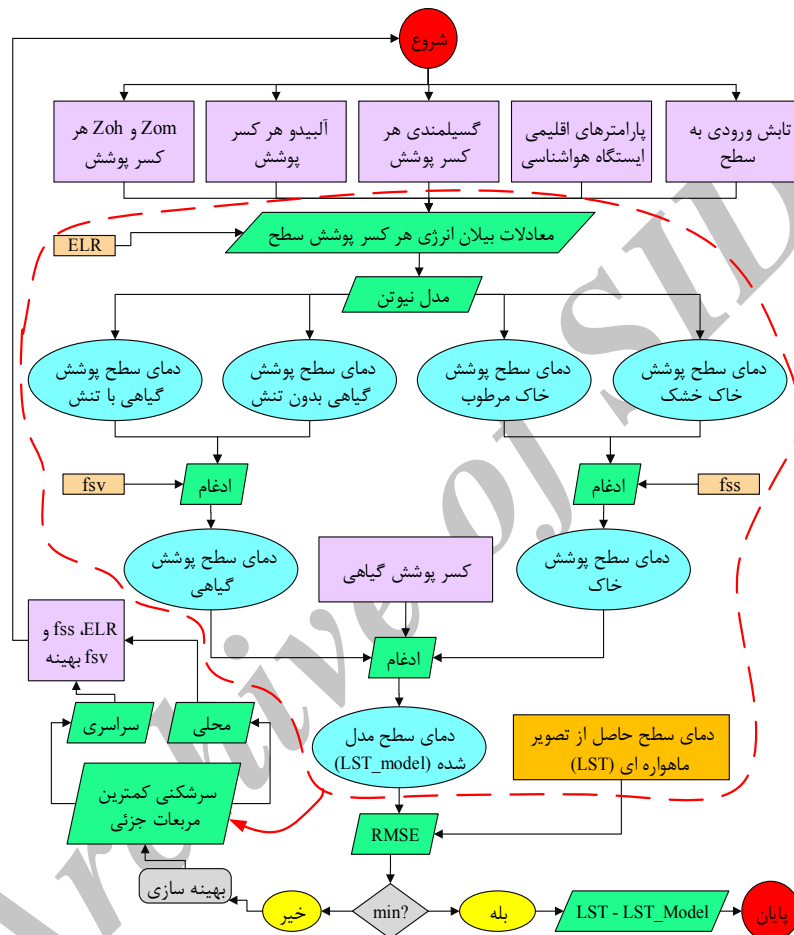 شروع
تابش ورودی به
سطح
پارامترهای اقلیمی
ایستگاه هواشناسی
گسیلمندی هر
کسر پوشش
آلبیدو هر کسر
پوشش
Zom و Zoh هر
کسر پوشش
معادلات بیلان انرژی هر کسر پوشش سطح
ELR
مدل نیوتن
دمای سطح پوشش
خاک خشک
دمای سطح پوشش
خاک مرطوب
دمای سطح پوشش
گیاهی بدون تنش
دمای سطح پوشش
گیاهی با تنش
fss
ادغام
ادغام
fsv
دمای سطح پوشش
خاک
کسر پوشش گیاهی
دمای سطح پوشش
گیاهی
ادغام
ELR، fss و
fsv بهینه
محلی
سراسری
دمای سطح حاصل از تصویر
ماهواره ای (LST)
دمای سطح مدل
شده (LST_model)
سرشکنی کمترین
مربعات جزئی
RMSE
بهینه سازی
خیر
min?
بله
LST - LST_Model
پایان
Archive of SID